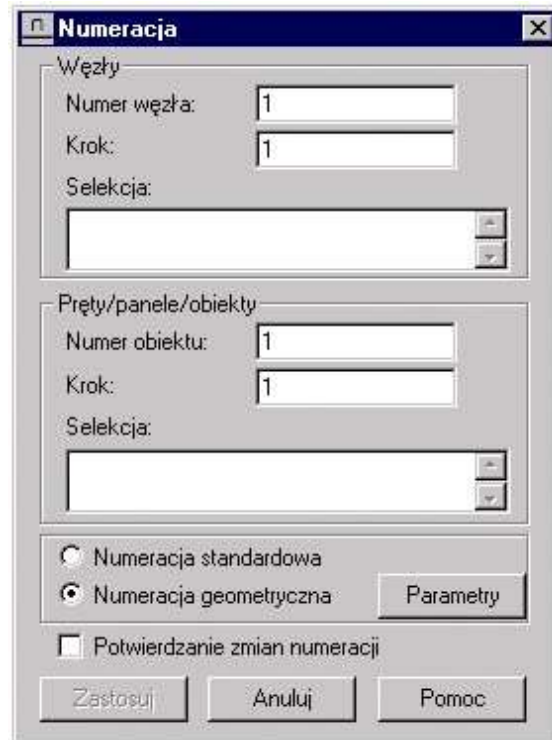 Numeracja
Węzły
Numer węzła: 1
Krok: 1
Selekcja:
Pręty/panele/obiekty
Numer obiektu: 1
Krok: 1
Selekcja:
Numeracja standardowa
Numeracja geometryczna Parametry
Potwierdzanie zmian numeracji
Zastosuj Anuluj Pomoc